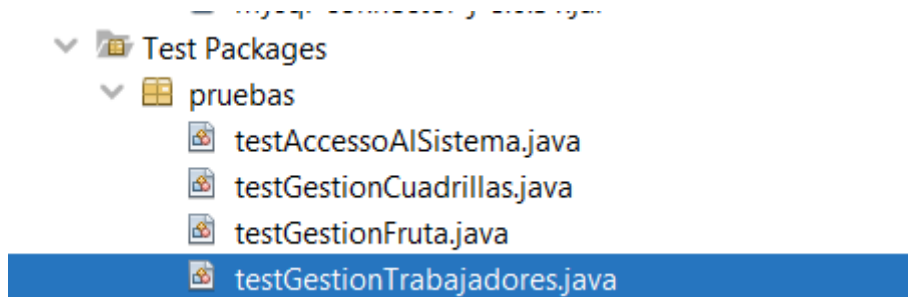 Test Packages
pruebas
testAccessoAlSistema.java
testGestionCuadrillas.java
testGestionFruta.java
testGestionTrabajadores.java